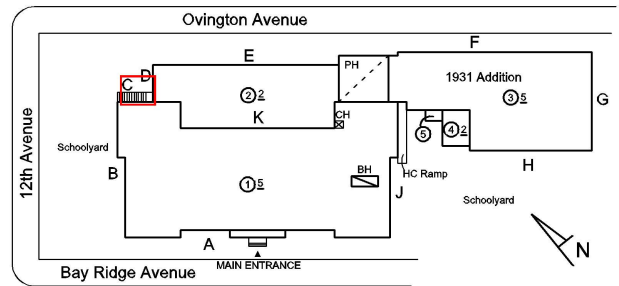 Ovington Avenue
E
F
PH
1931 Addition
D
C
2 2
3 5
G
K
CH
5
4 2
12th Avenue
Schoolyard
B
H
BH
HC Ramp
1 5
J
Schoolyard
A
N
MAIN ENTRANCE
Bay Ridge Avenue